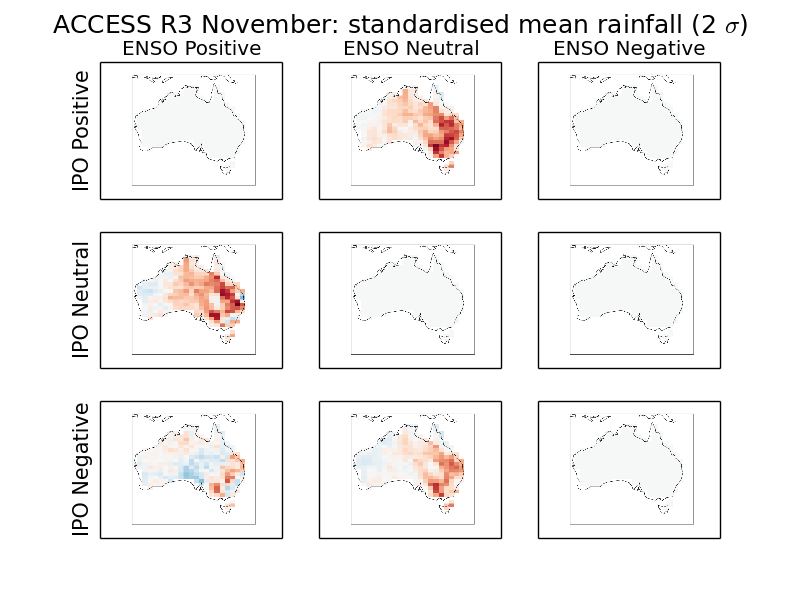 ACCESS R3 November: standardised mean rainfall (2 σ)
ENSO Positive
ENSO Neutral
ENSO Negative
IPO Positive
IPO Neutral
IPO Negative